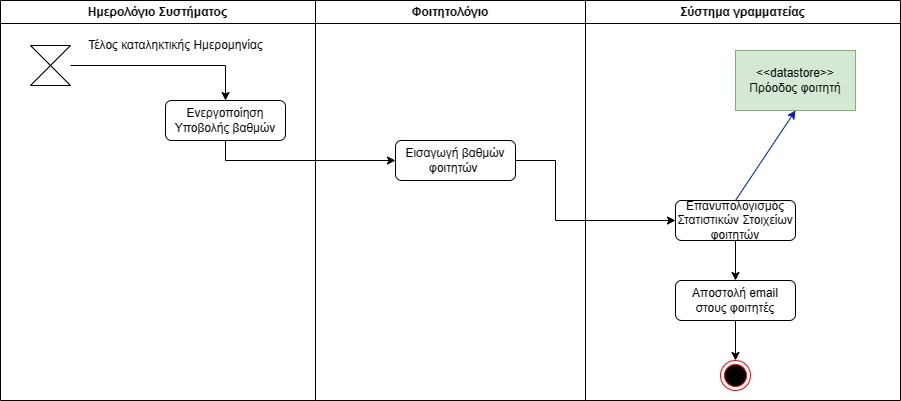 Ημερολόγιο Συστήματος
Φοιτητολόγιο
Σύστημα γραμματείας
Τέλος καταληκτικής Ημερομηνίας
Ενεργοποίηση
Υποβολής βαθμών
Εισαγωγή βαθμών
φοιτητών
<<datastore>>
Πρόοδος φοιτητή
Επανυπολογισμός
Στατιστικών Στοιχείων
φοιτητών
Αποστολή email
στους φοιτητές